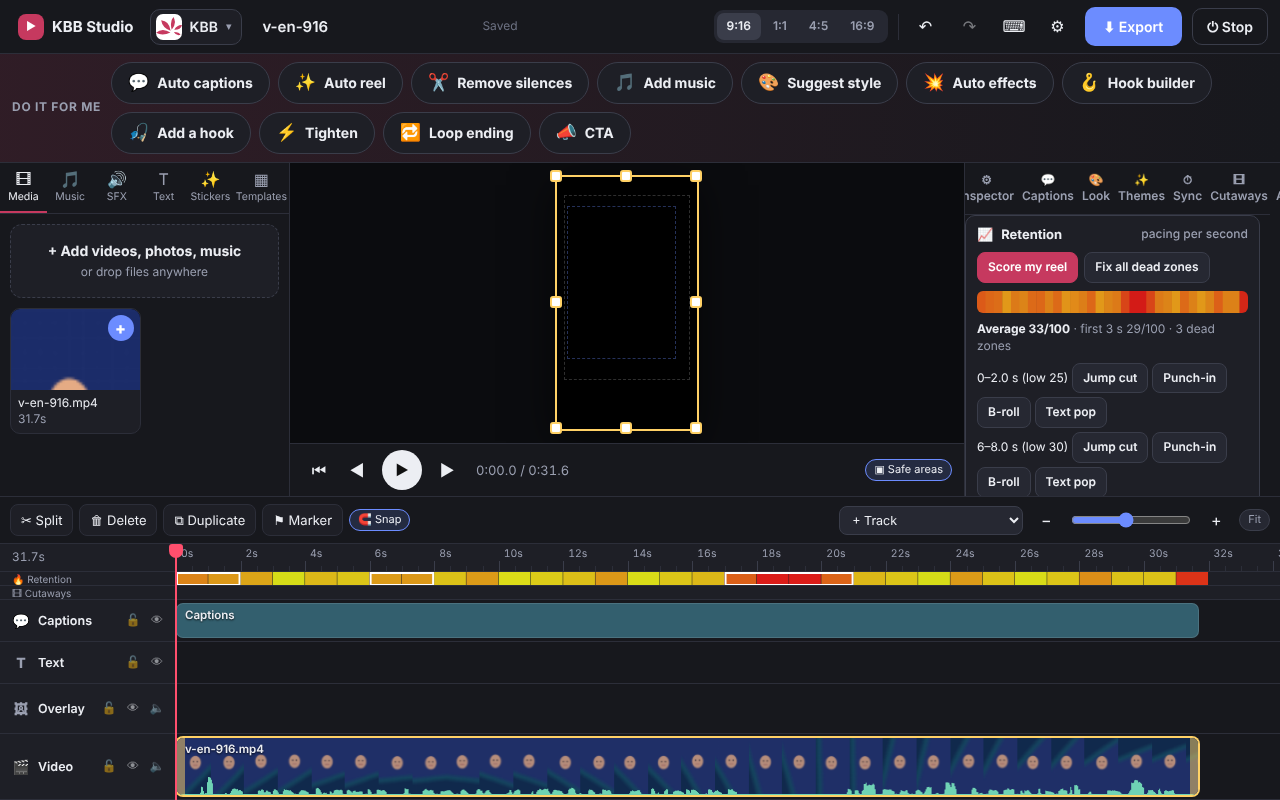 KBB Studio
KBB
v-en-916
Saved
9:16
1:1
4:5
16:9
Export
Stop
DO IT FOR ME
Auto captions
Auto reel
Remove silences
Add music
Suggest style
Auto effects
Hook builder
Add a hook
Tighten
Loop ending
CTA
Media
Music
SFX
Text
Stickers
Templates
+ Add videos, photos, music
or drop files anywhere
v-en-916.mp4
31.7s
0:00.0 / 0:31.6
Safe areas
nspector
Captions
Look
Themes
Sync
Cutaways
Retention
pacing per second
Score my reel
Fix all dead zones
Average 33/100 · first 3 s 29/100 · 3 dead
zones
0–2.0 s (low 25)
Jump cut
Punch-in
B-roll
Text pop
6–8.0 s (low 30)
Jump cut
Punch-in
B-roll
Text pop
Split
Delete
Duplicate
Marker
Snap
+ Track
Fit
31.7s
0s
2s
4s
6s
8s
10s
12s
14s
16s
18s
20s
22s
24s
26s
28s
30s
32s
Retention
Cutaways
Captions
Captions
Text
Overlay
Video
v-en-916.mp4